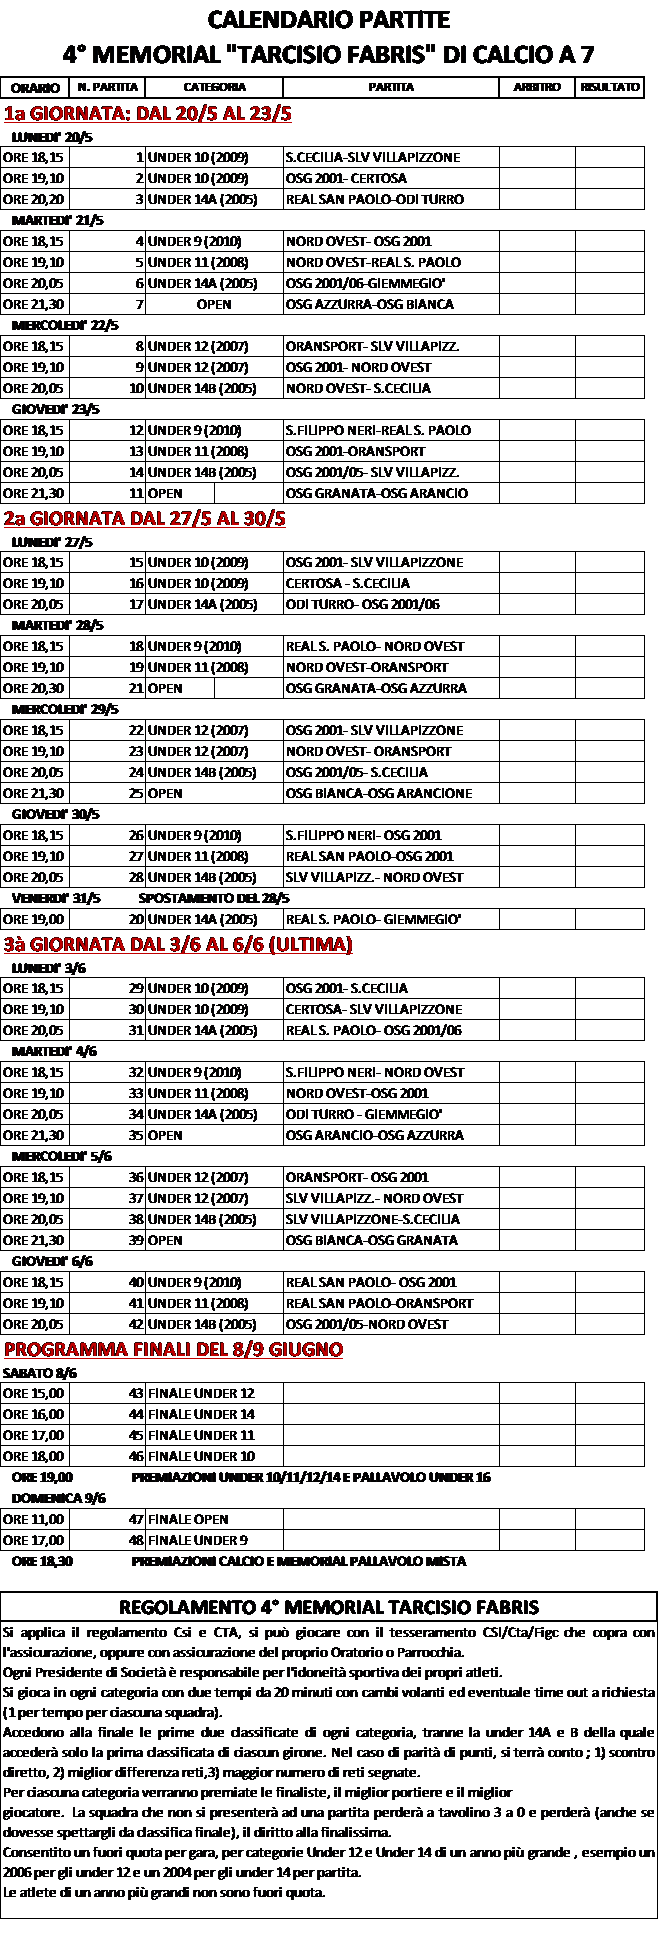 CALENDARIO PARTITE
4° MEMORIAL "TARCISIO FABRIS" DI CALCIO A 7
ORARIO N. PARTITA CATEGORIA PARTITA ARBITRO RISULTATO
1a GIORNATA: DAL 20/5 AL 23/5
LUNEDI' 20/5
ORE 18,15 1 UNDER 10 (2009) S.CECILIA-SLV VILLAPIZZONE
ORE 19,10 2 UNDER 10 (2009) OSG 2001- CERTOSA
ORE 20,20 3 UNDER 14A (2005) REAL SAN PAOLO-ODI TURRO
MARTEDI' 21/5
ORE 18,15 4 UNDER 9 (2010) NORD OVEST- OSG 2001
ORE 19,10 5 UNDER 11 (2008) NORD OVEST-REAL S. PAOLO
ORE 20,05 6 UNDER 14A (2005) OSG 2001/06-GIEMMEGIO'
ORE 21,30 7 OPEN OSG AZZURRA-OSG BIANCA
MERCOLEDI' 22/5
ORE 18,15 8 UNDER 12 (2007) ORANSPORT- SLV VILLAPIZZ.
ORE 19,10 9 UNDER 12 (2007) OSG 2001- NORD OVEST
ORE 20,05 10 UNDER 14B (2005) NORD OVEST- S.CECILIA
GIOVEDI' 23/5
ORE 18,15 12 UNDER 9 (2010) S.FILIPPO NERI-REAL S. PAOLO
ORE 19,10 13 UNDER 11 (2008) OSG 2001-ORANSPORT
ORE 20,05 14 UNDER 14B (2005) OSG 2001/05- SLV VILLAPIZZ.
ORE 21,30 11 OPEN OSG GRANATA-OSG ARANCIO
2a GIORNATA DAL 27/5 AL 30/5
LUNEDI' 27/5
ORE 18,15 15 UNDER 10 (2009) OSG 2001- SLV VILLAPIZZONE
ORE 19,10 16 UNDER 10 (2009) CERTOSA - S.CECILIA
ORE 20,05 17 UNDER 14A (2005) ODI TURRO- OSG 2001/06
MARTEDI' 28/5
ORE 18,15 18 UNDER 9 (2010) REAL S. PAOLO- NORD OVEST
ORE 19,10 19 UNDER 11 (2008) NORD OVEST-ORANSPORT
ORE 20,30 21 OPEN OSG GRANATA-OSG AZZURRA
MERCOLEDI' 29/5
ORE 18,15 22 UNDER 12 (2007) OSG 2001- SLV VILLAPIZZONE
ORE 19,10 23 UNDER 12 (2007) NORD OVEST- ORANSPORT
ORE 20,05 24 UNDER 14B (2005) OSG 2001/05- S.CECILIA
ORE 21,30 25 OPEN OSG BIANCA-OSG ARANCIONE
GIOVEDI' 30/5
ORE 18,15 26 UNDER 9 (2010) S.FILIPPO NERI- OSG 2001
ORE 19,10 27 UNDER 11 (2008) REAL SAN PAOLO-OSG 2001
ORE 20,05 28 UNDER 14B (2005) SLV VILLAPIZZ.- NORD OVEST
VENERDI' 31/5 SPOSTAMENTO DEL 28/5
ORE 19,00 20 UNDER 14A (2005) REAL S. PAOLO- GIEMMEGIO'
3à GIORNATA DAL 3/6 AL 6/6 (ULTIMA)
LUNEDI' 3/6
ORE 18,15 29 UNDER 10 (2009) OSG 2001- S.CECILIA
ORE 19,10 30 UNDER 10 (2009) CERTOSA- SLV VILLAPIZZONE
ORE 20,05 31 UNDER 14A (2005) REAL S. PAOLO- OSG 2001/06
MARTEDI' 4/6
ORE 18,15 32 UNDER 9 (2010) S.FILIPPO NERI- NORD OVEST
ORE 19,10 33 UNDER 11 (2008) NORD OVEST-OSG 2001
ORE 20,05 34 UNDER 14A (2005) ODI TURRO - GIEMMEGIO'
ORE 21,30 35 OPEN OSG ARANCIO-OSG AZZURRA
MERCOLEDI' 5/6
ORE 18,15 36 UNDER 12 (2007) ORANSPORT- OSG 2001
ORE 19,10 37 UNDER 12 (2007) SLV VILLAPIZZ.- NORD OVEST
ORE 20,05 38 UNDER 14B (2005) SLV VILLAPIZZONE-S.CECILIA
ORE 21,30 39 OPEN OSG BIANCA-OSG GRANATA
GIOVEDI' 6/6
ORE 18,15 40 UNDER 9 (2010) REAL SAN PAOLO- OSG 2001
ORE 19,10 41 UNDER 11 (2008) REAL SAN PAOLO-ORANSPORT
ORE 20,05 42 UNDER 14B (2005) OSG 2001/05-NORD OVEST
PROGRAMMA FINALI DEL 8/9 GIUGNO
SABATO 8/6
ORE 15,00 43 FINALE UNDER 12
ORE 16,00 44 FINALE UNDER 14
ORE 17,00 45 FINALE UNDER 11
ORE 18,00 46 FINALE UNDER 10
ORE 19,00 PREMIAZIONI UNDER 10/11/12/14 E PALLAVOLO UNDER 16
DOMENICA 9/6
ORE 11,00 47 FINALE OPEN
ORE 17,00 48 FINALE UNDER 9
ORE 18,30 PREMIAZIONI CALCIO E MEMORIAL PALLAVOLO MISTA
REGOLAMENTO 4° MEMORIAL TARCISIO FABRIS
Si applica il regolamento Csi e CTA, si può giocare con il tesseramento CSI/Cta/Figc che copra con
l'assicurazione, oppure con assicurazione del proprio Oratorio o Parrocchia.
Ogni Presidente di Società è responsabile per l'idoneità sportiva dei propri atleti.
Si gioca in ogni categoria con due tempi da 20 minuti con cambi volanti ed eventuale time out a richiesta
(1 per tempo per ciascuna squadra).
Accedono alla finale le prime due classificate di ogni categoria, tranne la under 14A e B della quale
accederà solo la prima classificata di ciascun girone. Nel caso di parità di punti, si terrà conto ; 1) scontro
diretto, 2) miglior differenza reti,3) maggior numero di reti segnate.
Per ciascuna categoria verranno premiate le finaliste, il miglior portiere e il miglior
giocatore. La squadra che non si presenterà ad una partita perderà a tavolino 3 a 0 e perderà (anche se
dovesse spettargli da classifica finale), il diritto alla finalissima.
Consentito un fuori quota per gara, per categorie Under 12 e Under 14 di un anno più grande , esempio un
2006 per gli under 12 e un 2004 per gli under 14 per partita.
Le atlete di un anno più grandi non sono fuori quota.